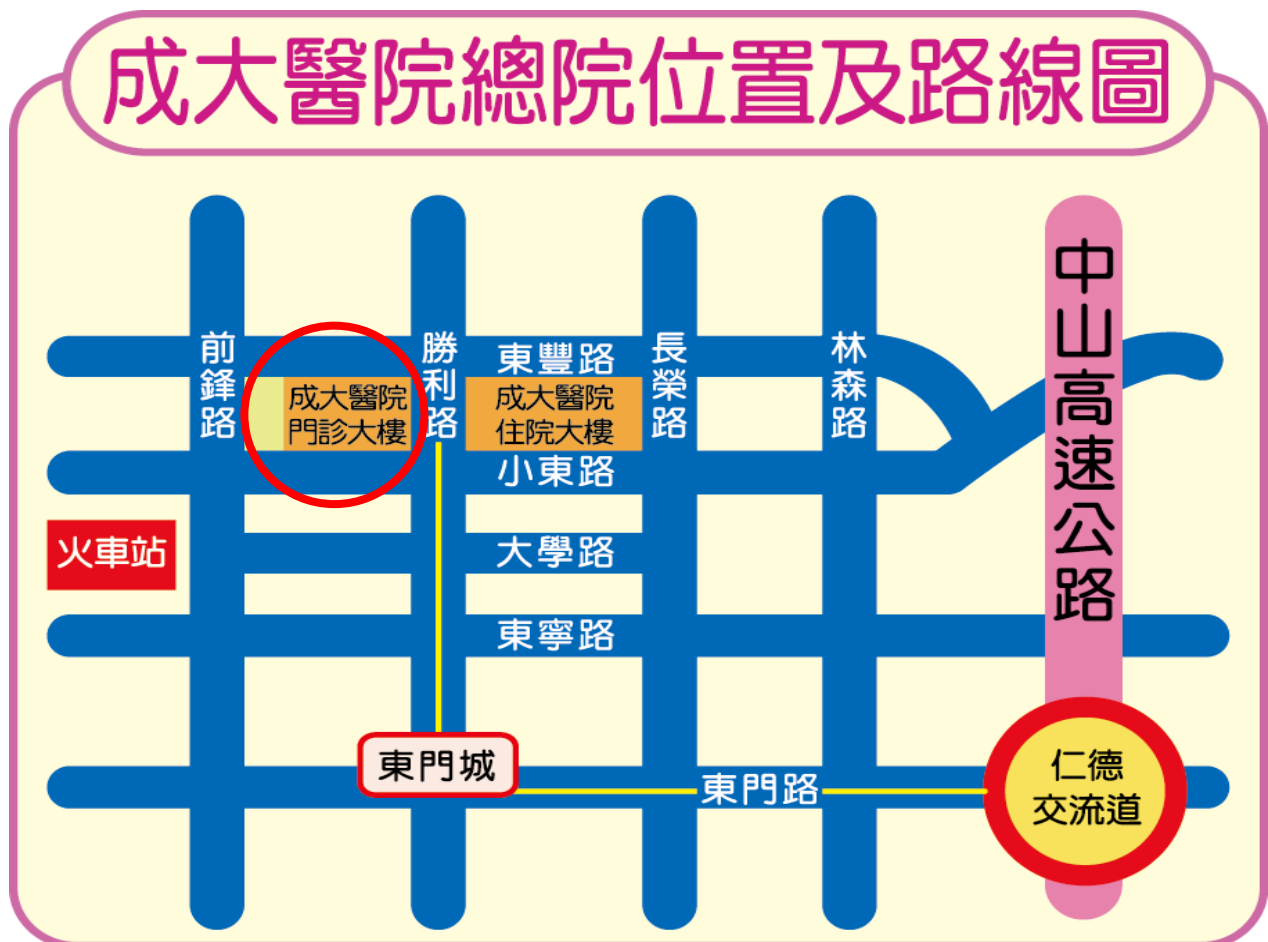 成大醫院總院位置及路線圖
前鋒路
成大醫院
門診大樓
勝利路
東豐路
成大醫院
住院大樓
小東路
長榮路
林森路
中山高速公路
火車站
大學路
東寧路
東門城
東門路
仁德
交流道